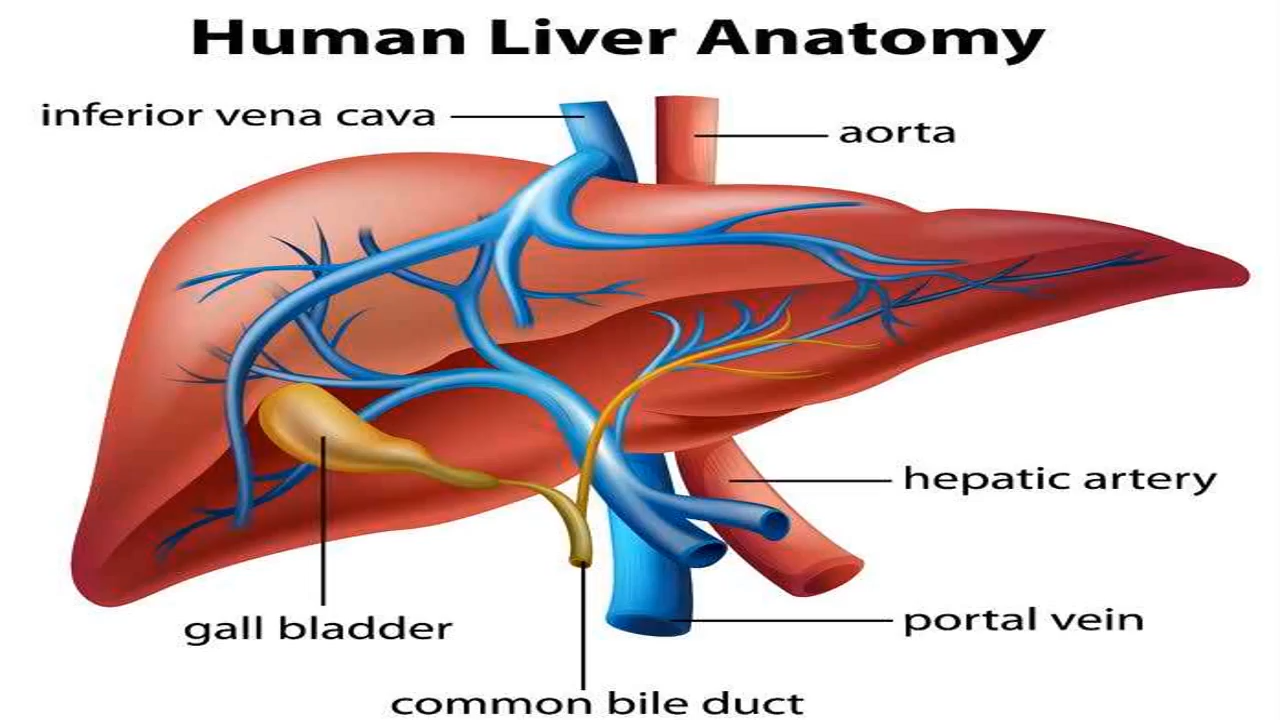 Human Liver Anatomy
inferior vena cava
aorta
hepatic artery
gall bladder
portal vein
common bile duct